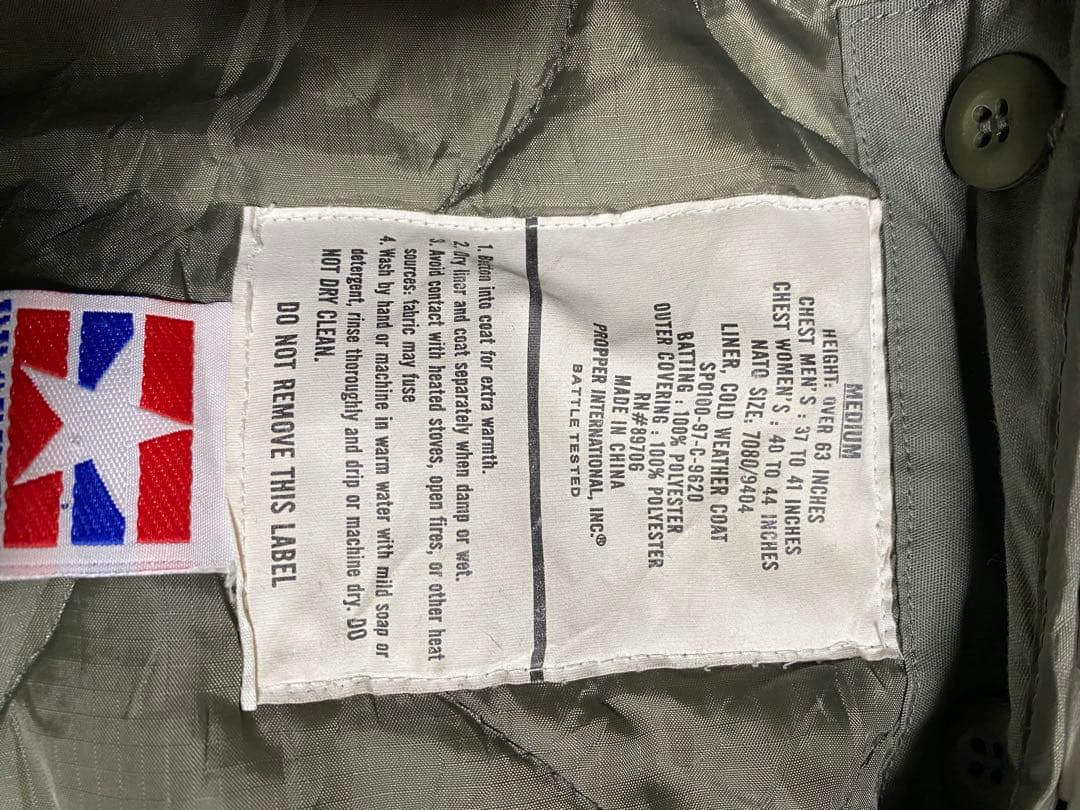 MEDIUM
HEIGHT: OVER 63 INCHES
CHEST MEN'S : 37 TO 41 INCHES
CHEST WOMEN'S : 40 TO 44 INCHES
NATO SIZE: 7080/9404
LINER, COLD WEATHER COAT
SP0100-97-C-9620
BATING : 100% POLYESTER
OUTER COVERING : 100% POLYESTER
RN#89706
MADE IN CHINA
PROPPER INTERNATIONAL, INC.®
BATTLE TESTED
1. Button into coat for extra warmth.
2. Dry liner and coat separately when damp or wet.
3. Avoid contact with heated stoves, open fires, or other heat
sources: fabric may fuse
4. Wash by hand or machine in warm water with mild soap or
detergent, rinse thoroughly and drip or machine dry. DO
NOT DRY CLEAN.
DO NOT REMOVE THIS LABEL